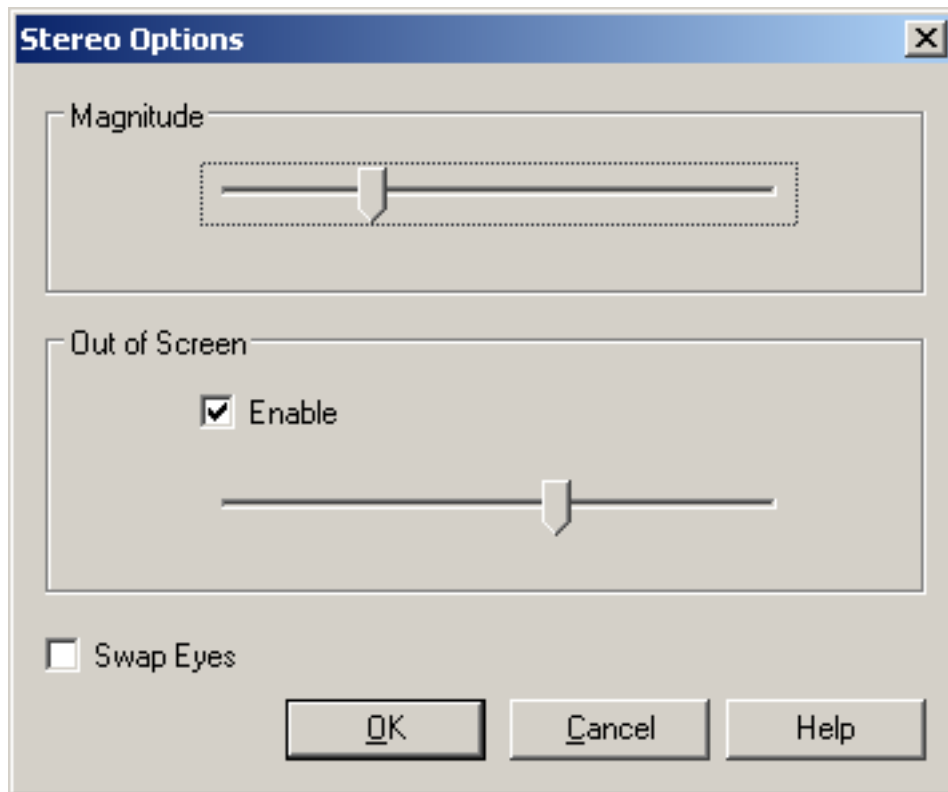 Stereo Options
Magnitude
Out of Screen
Enable
Swap Eyes
OK
Cancel
Help